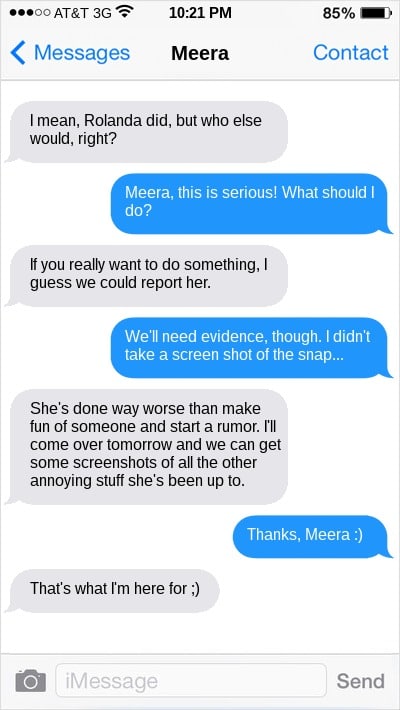 AT&T 3G 10:21 PM 85%
Messages Meera Contact
I mean, Rolanda did, but who else
would, right?
Meera, this is serious! What should I
do?
If you really want to do something, I
guess we could report her.
We'll need evidence, though. I didn't
take a screen shot of the snap...
She's done way worse than make
fun of someone and start a rumor. I'll
come over tomorrow and we can get
some screenshots of all the other
annoying stuff she's been up to.
Thanks, Meera :)
That's what I'm here for ;)
iMessage Send